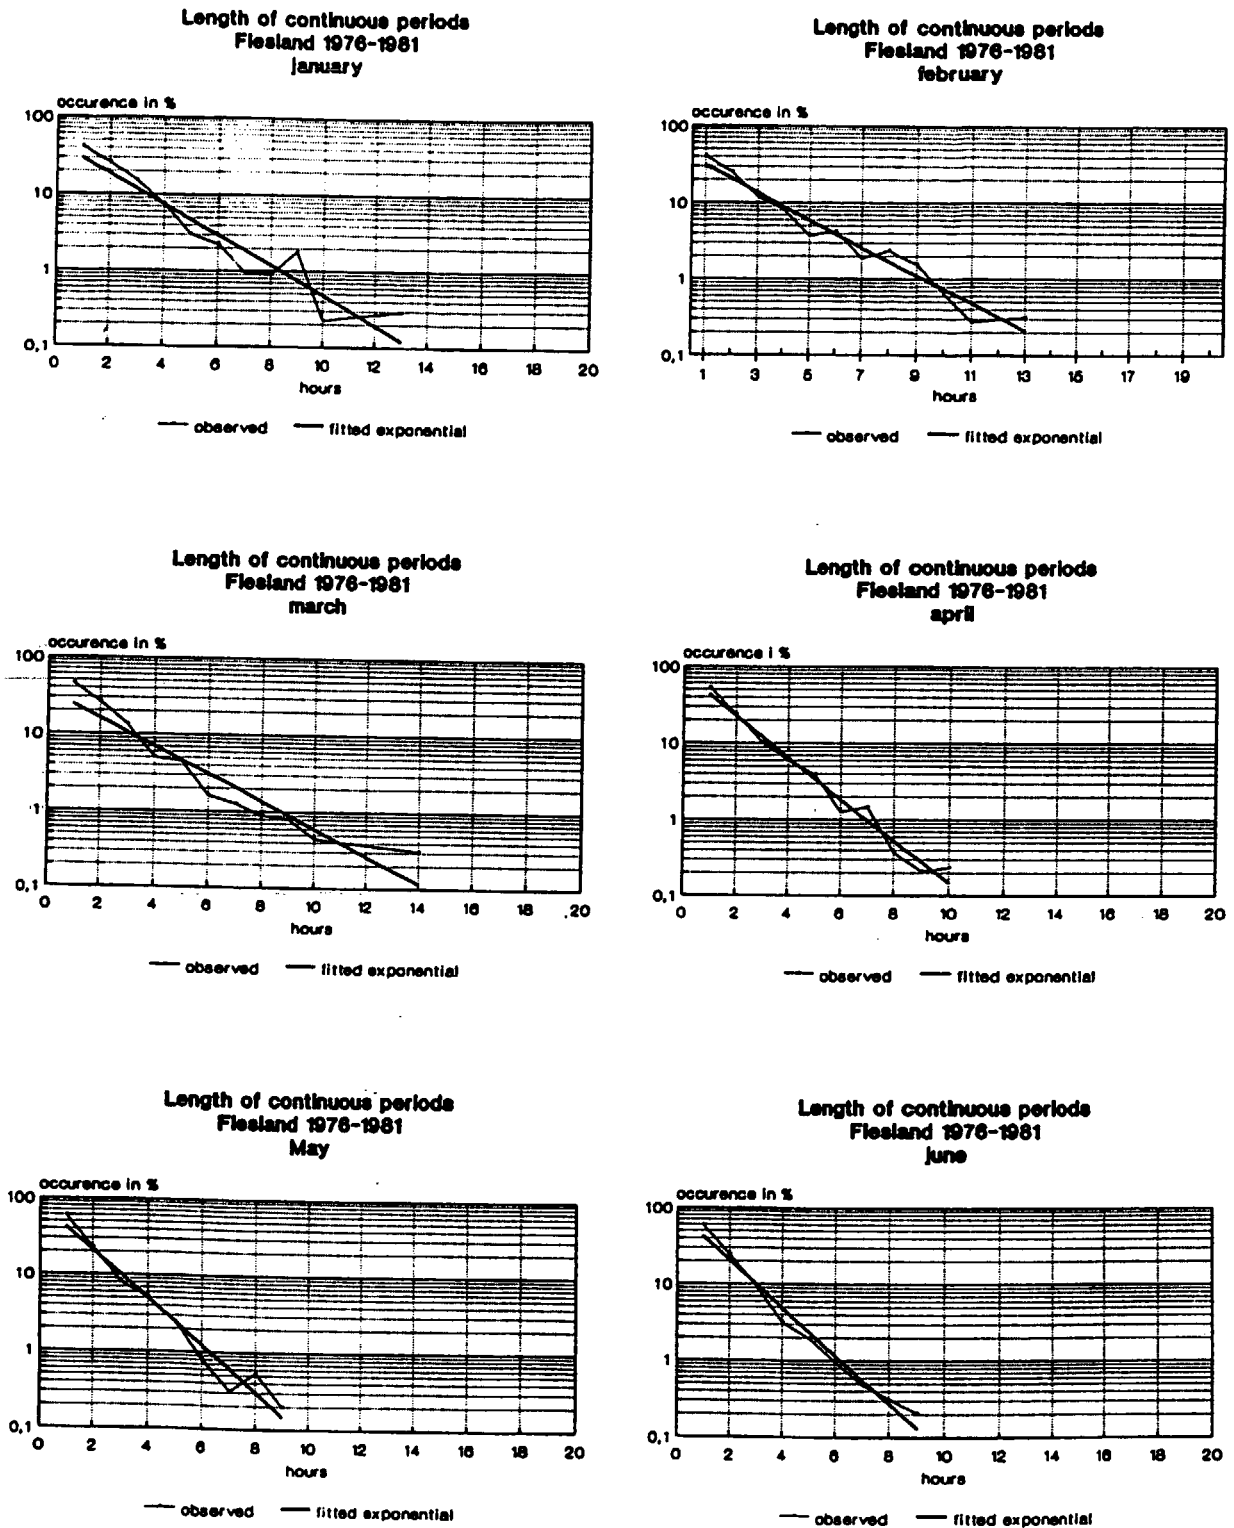 Length of continuous periods
Flesland 1976-1981
january
occurence in %
100
10
1
0,1
0 2 4 6 8 10 12 14 16 18 20
hours
observed fitted exponential
Length of continuous periods
Flesland 1976-1981
february
occurence in %
100
10
1
0,1
1 3 5 7 9 11 13 15 17 19
hours
observed fitted exponential
Length of continuous periods
Flesland 1976-1981
march
occurence in %
100
10
1
0,1
0 2 4 6 8 10 12 14 16 18 20
hours
observed fitted exponential
Length of continuous periods
Flesland 1976-1981
april
occurence i %
100
10
1
0,1
0 2 4 6 8 10 12 14 16 18 20
hours
observed fitted exponential
Length of continuous periods
Flesland 1976-1981
May
occurence in %
100
10
1
0,1
0 2 4 6 8 10 12 14 16 18 20
hours
observed fitted exponential
Length of continuous periods
Flesland 1976-1981
june
occurence in %
100
10
1
0,1
0 2 4 6 8 10 12 14 16 18 20
hours
observed fitted exponential